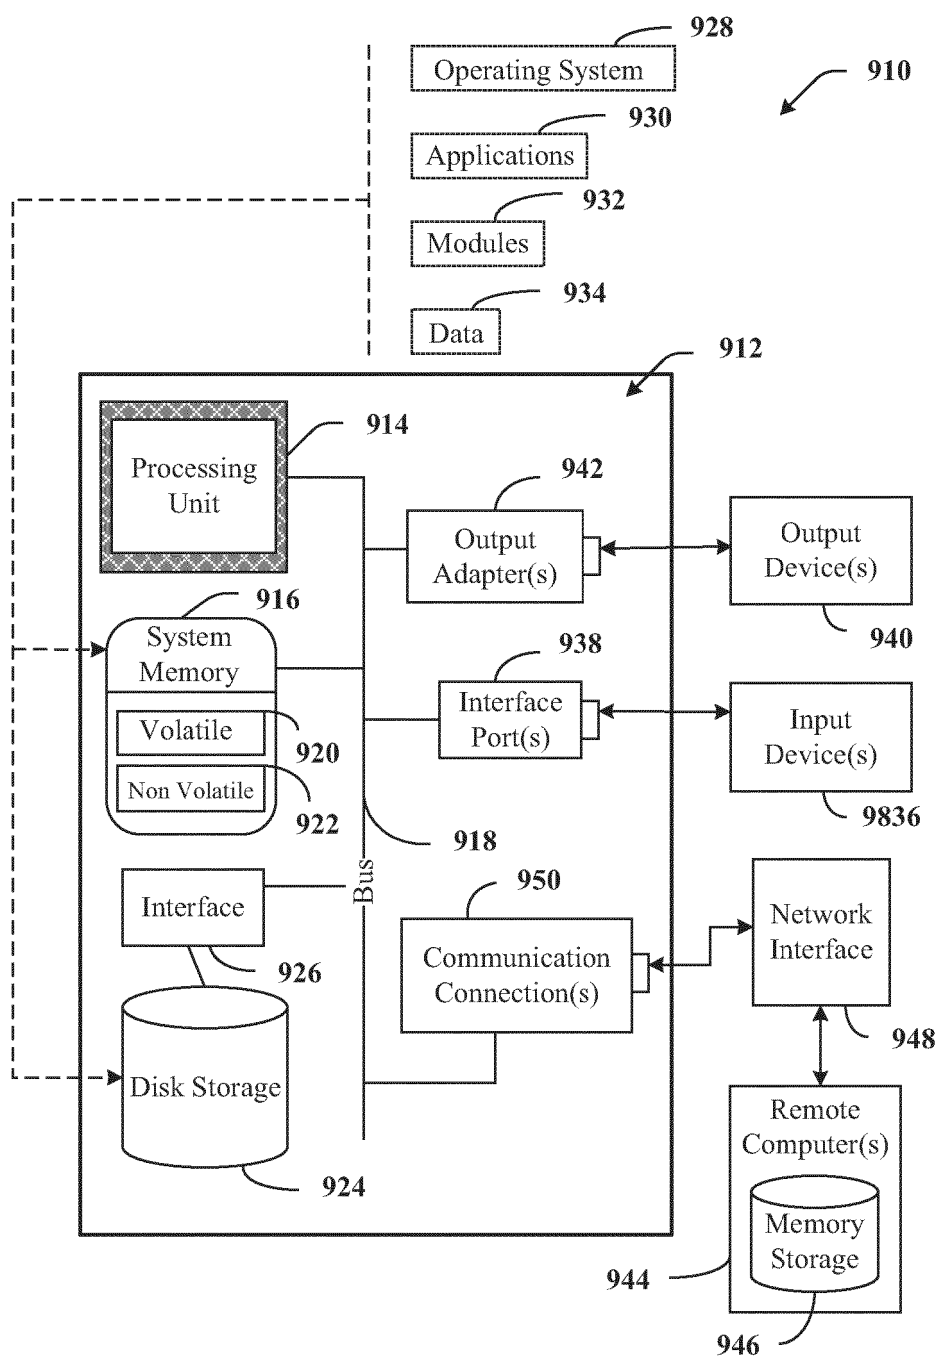 928
Operating System
910
930
Applications
932
Modules
934
Data
912
914
Processing
Unit
942
Output
Adapter(s)
Output
Device(s)
940
916
System
Memory
Volatile
920
Non Volatile
922
938
Interface
Port(s)
Input
Device(s)
9836
918
Bus
Interface
926
950
Communication
Connection(s)
Network
Interface
948
Disk Storage
924
Remote
Computer(s)
Memory
Storage
944
946